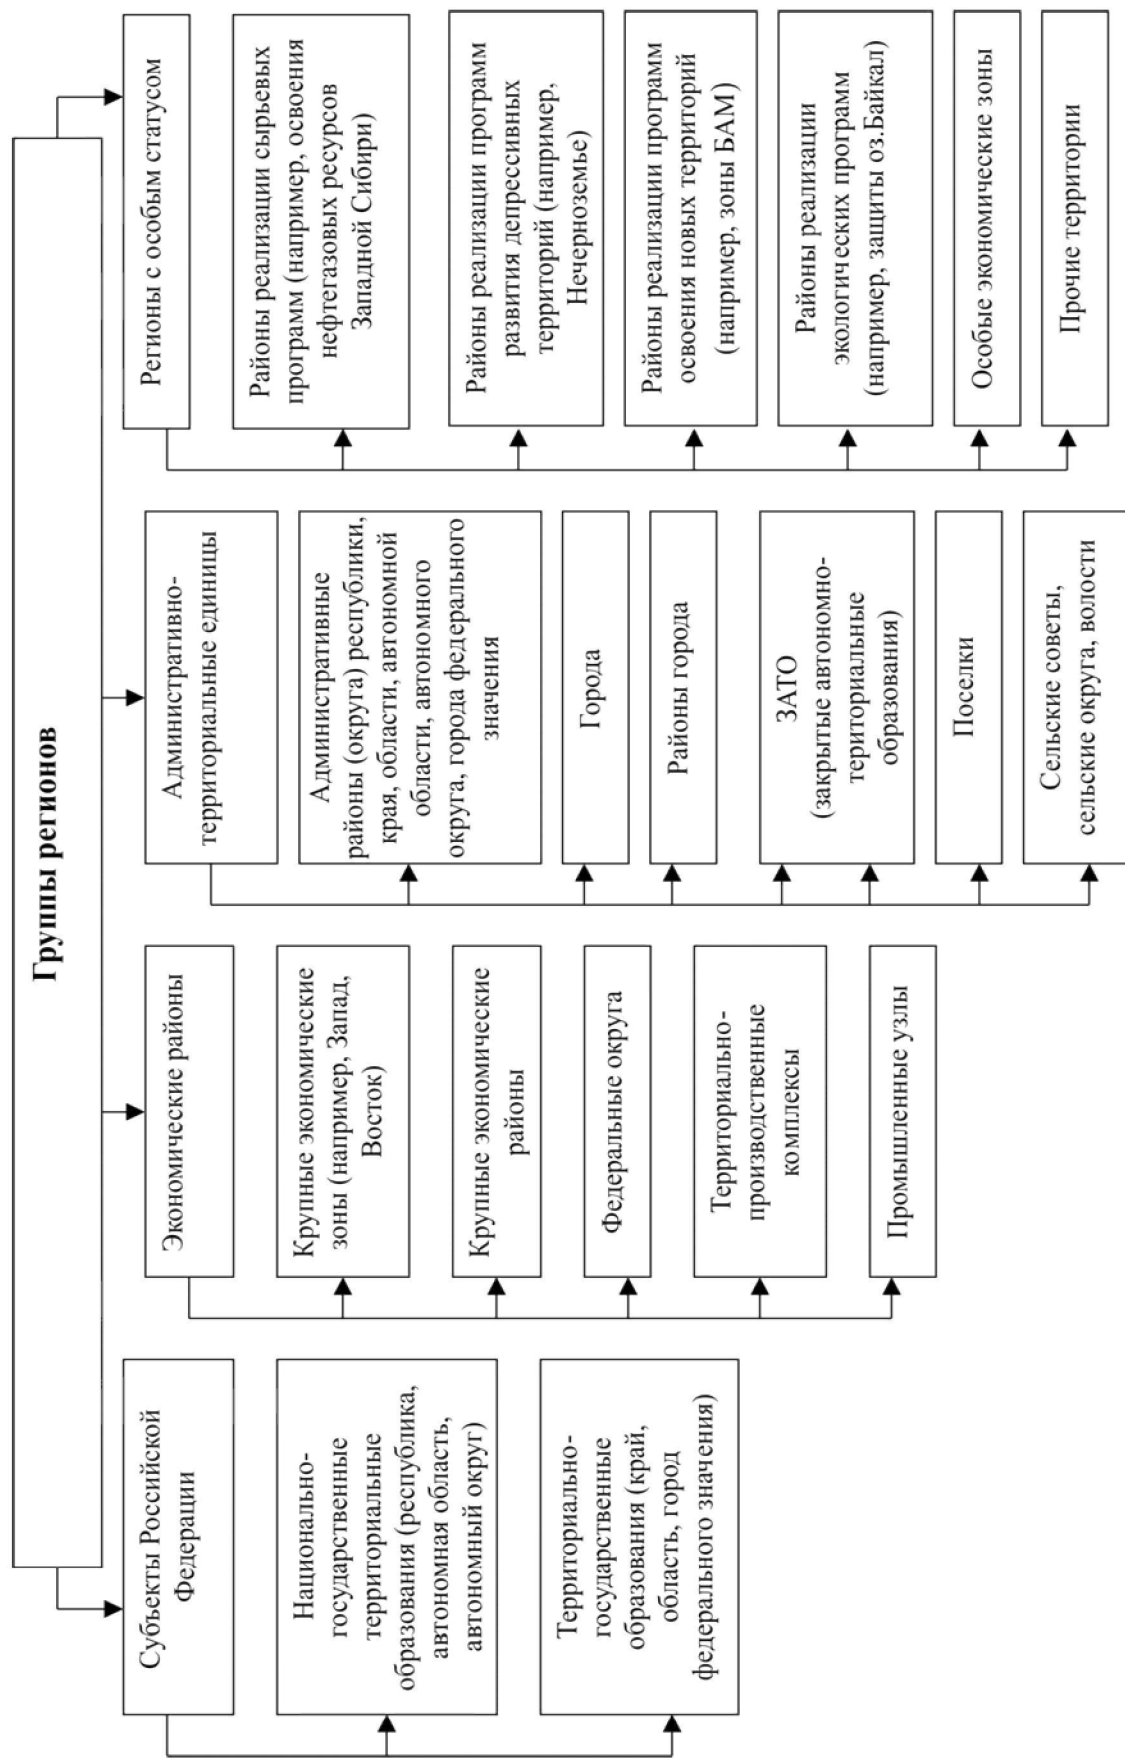 Группы регионов
Субъекты Российской
Федерации
Национально-
государственные
территориальные
образования (республика,
автономная область,
автономный округ)
Территориально-
государственные
образования (край,
область, город
федерального значения)
Экономические районы
Крупные экономические
зоны (например, Запад,
Восток)
Крупные экономические
районы
Федеральные округа
Территориально-
производственные
комплексы
Промышленные узлы
Административно-
территориальные единицы
Административные
районы (округа) республики,
края, области, автономной
области, автономного
округа, города федерального
значения
Города
Районы города
ЗАТО
(закрытые автономно-
территориальные
образования)
Поселки
Сельские советы,
сельские округа, волости
Регионы с особым статусом
Районы реализации сырьевых
программ (например, освоения
нефтегазовых ресурсов
Западной Сибири)
Районы реализации программ
развития депрессивных
территорий (например,
Нечерноземье)
Районы реализации программ
освоения новых территорий
(например, зоны БАМ)
Районы реализации
экологических программ
(например, защиты оз.Байкал)
Особые экономические зоны
Прочие территории